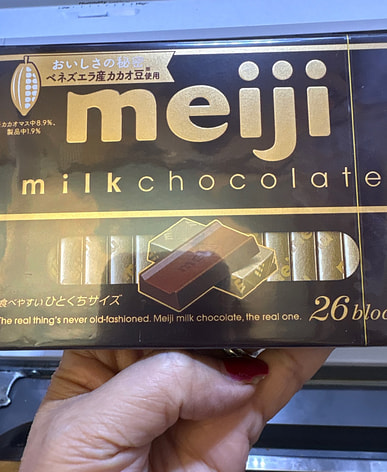 おいしさの秘密
ベネズエラ産カカオ豆※使用
カカオマス中8.9%、
製品中1.9%
meiji
milkchocolate
食べやすいひとくちサイズ
The real thing's never old-fashioned. Meiji milk chocolate, the real one.
26